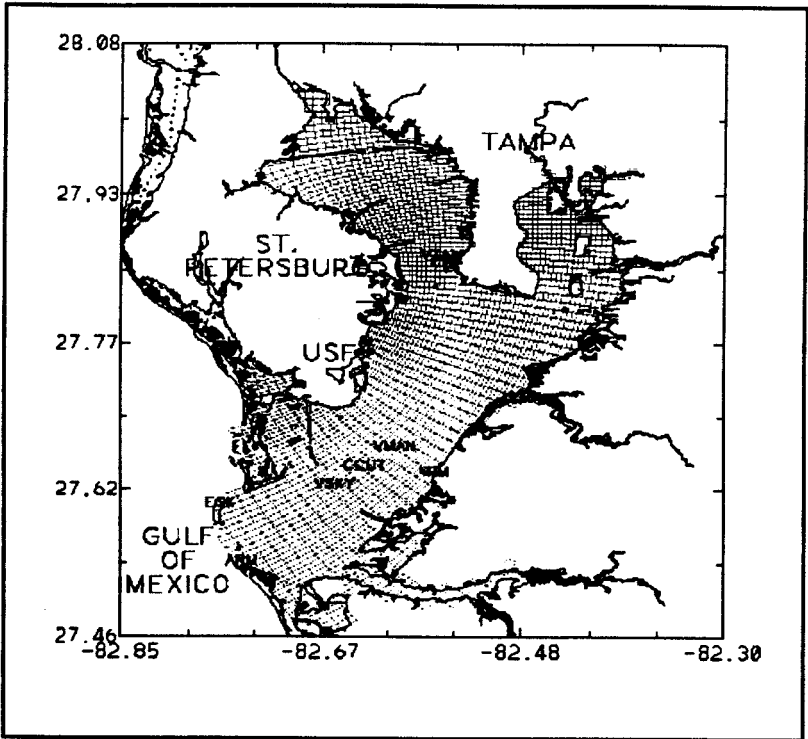 28.08
TAMPA
27.93
ST.
PETERSBURG
27.77
USF
VMAN
CCUT
VSKY
27.62
GULF
OF
MEXICO
27.46
-82.85
-82.67
-82.48
-82.30